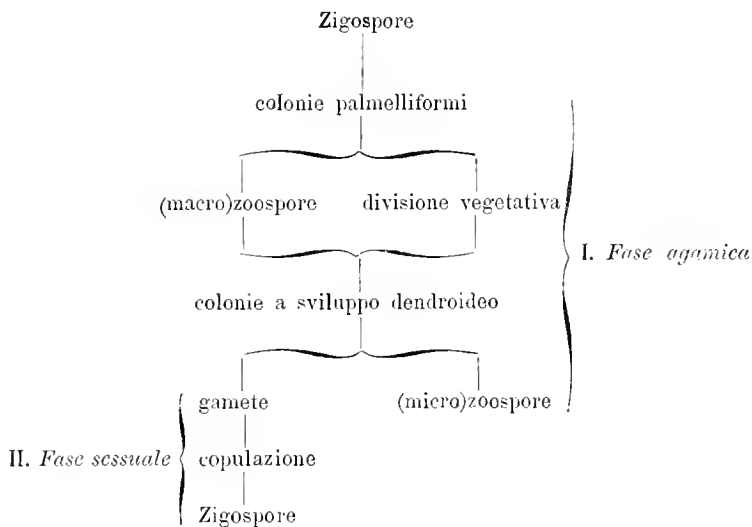 Zigospore
colonie palmelliformi
(macro)zoospore divisione vegetativa
I. Fase agamica
colonie a sviluppo dendroideo
gamete (micro)zoospore
II. Fase sessuale copulazione
Zigospore